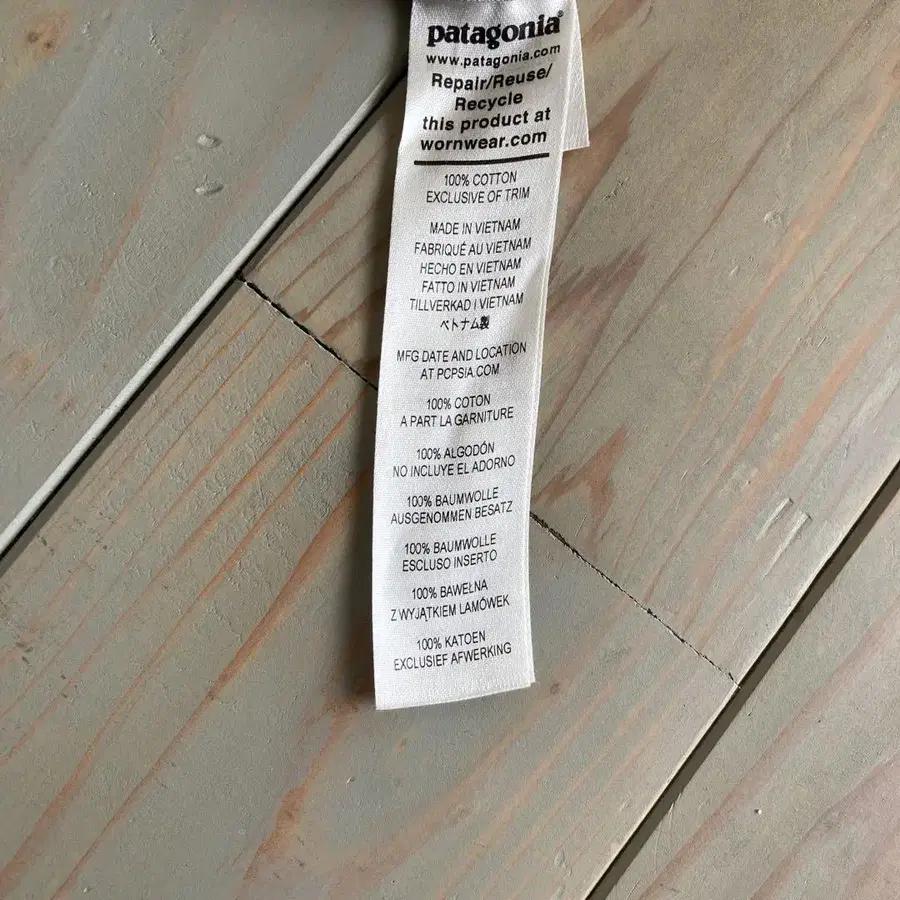 patagonia®
www.patagonia.com
Repair/Reuse/
Recycle
this product at
wornwear.com
100% COTTON
EXCLUSIVE OF TRIM
MADE IN VIETNAM
FABRIQUÉ AU VIETNAM
HECHO EN VIETNAM
FATTO IN VIETNAM
TILLVERKAD I VIETNAM
ベトナム製
MFG DATE AND LOCATION
AT PCPSIA.COM
100% COTON
A PART LA GARNITURE
100% ALGODÓN
NO INCLUYE EL ADORNO
100% BAUMWOLLE
AUSGENOMMEN BESATZ
100% BAUMWOLLE
ESCLUSO INSERTO
100% BAWEŁNA
Z WYJĄTKIEM LAMÓWEK
100% KATOEN
EXCLUSIEF AFWERKING